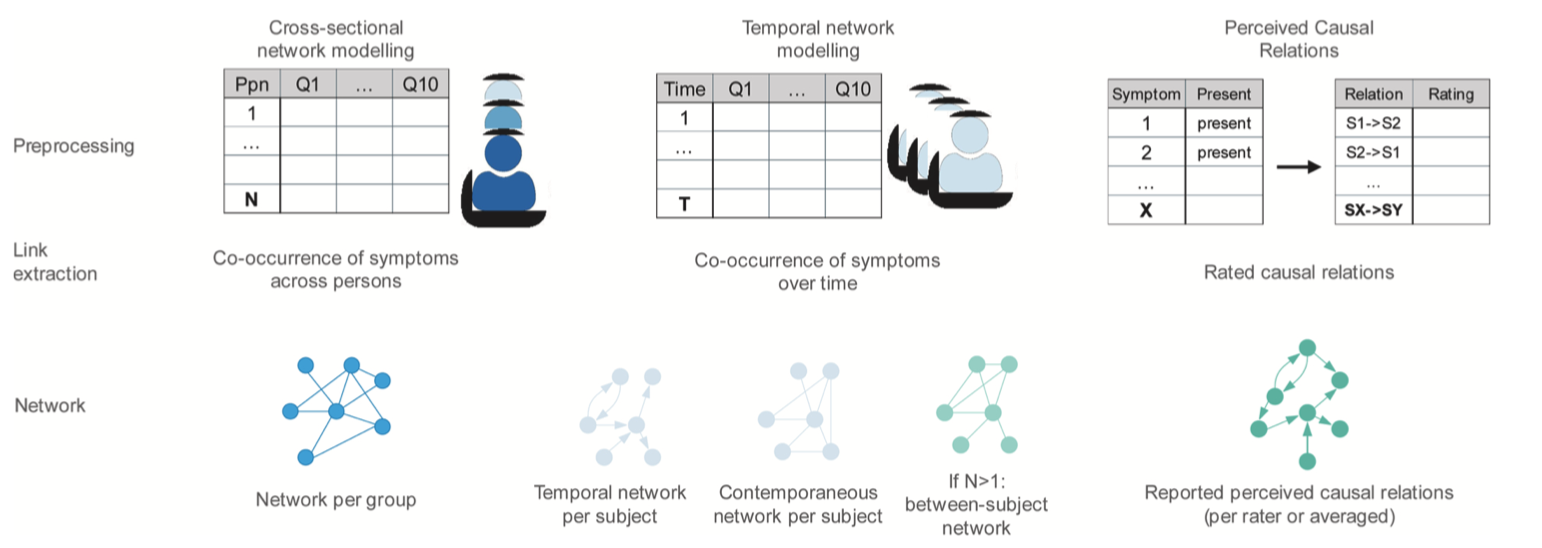 Cross-sectional
network modelling
Temporal network
modelling
Perceived Causal
Relations
Preprocessing
Ppn Q1 ... Q10
1
...
N
Time Q1 ... Q10
1
...
T
Symptom Present
1 present
2 present
...
X
Relation Rating
S1->S2
S2->S1
...
SX->SY
Link
extraction
Co-occurrence of symptoms
across persons
Co-occurrence of symptoms
over time
Rated causal relations
Network
Network per group
Temporal network
per subject
Contemporaneous
network per subject
If N>1:
between-subject
network
Reported perceived causal relations
(per rater or averaged)